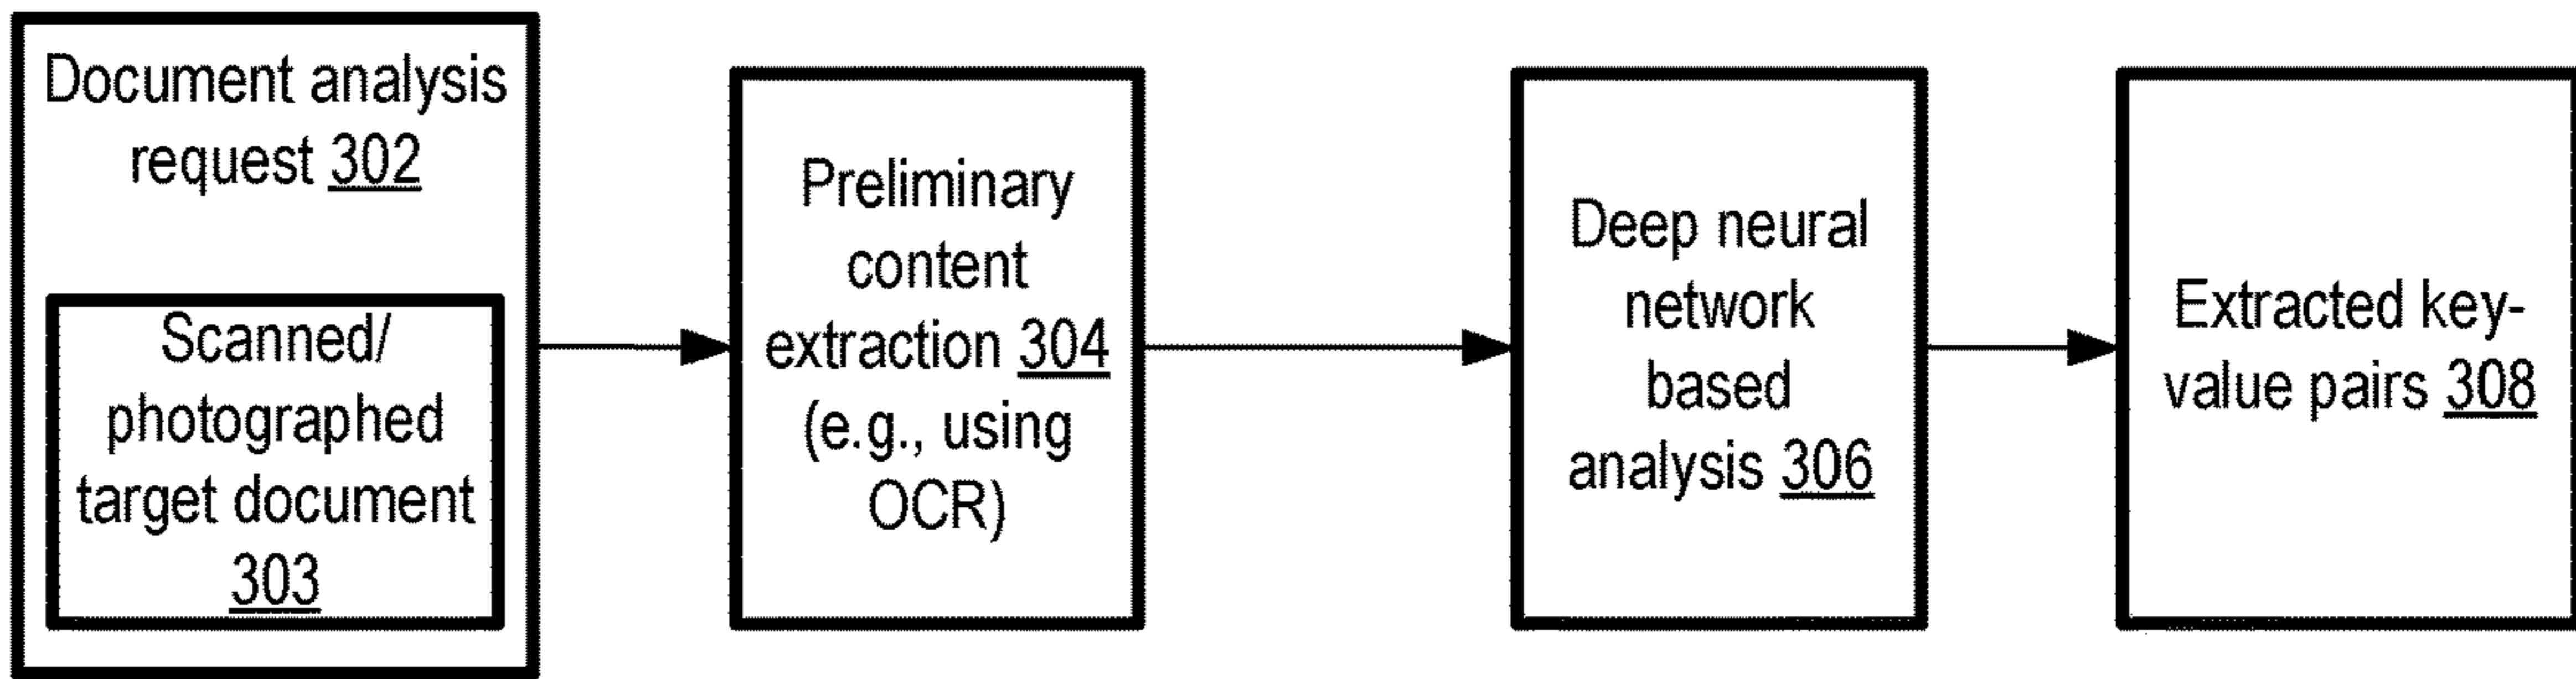 Document analysis
request 302
Scanned/
photographed
target document
303
Preliminary
content
extraction 304
(e.g., using
OCR)
Deep neural
network
based
analysis 306
Extracted key-
value pairs 308